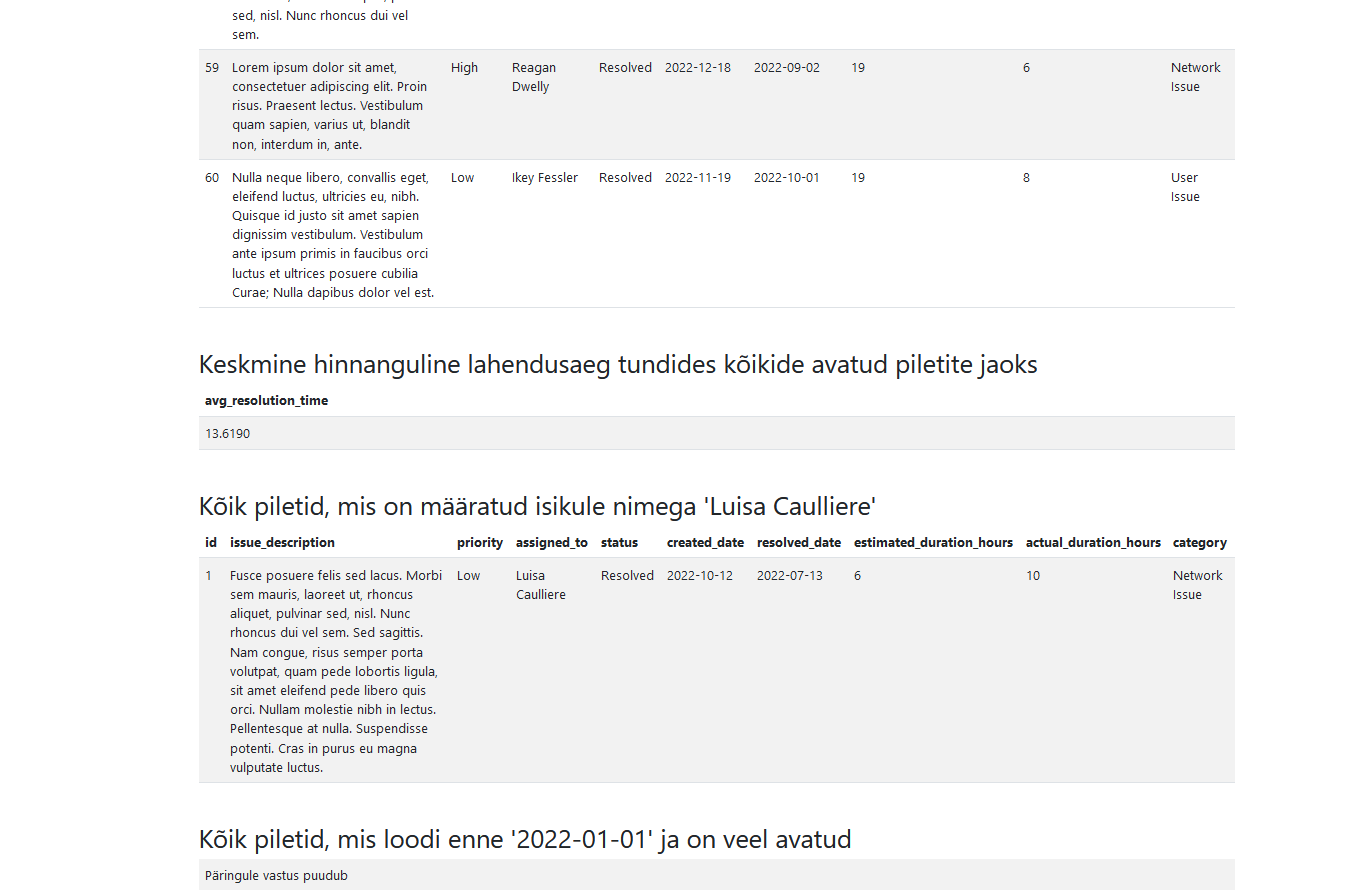 sed, nisl. Nunc rhoncus dui vel
sem.
59 Lorem ipsum dolor sit amet, High Reagan Resolved 2022-12-18 2022-09-02 19 6 Network
consectetuer adipiscing elit. Proin Dwelly Issue
risus. Praesent lectus. Vestibulum
quam sapien, varius ut, blandit
non, interdum in, ante.
60 Nulla neque libero, convallis eget, Low Ikey Fessler Resolved 2022-11-19 2022-10-01 19 8 User
eleifend luctus, ultricies eu, nibh. Issue
Quisque id justo sit amet sapien
dignissim vestibulum. Vestibulum
ante ipsum primis in faucibus orci
luctus et ultrices posuere cubilia
Curae; Nulla dapibus dolor vel est.
Keskmine hinnanguline lahendusaeg tundides kõikide avatud piletite jaoks
avg_resolution_time
13.6190
Kõik piletid, mis on määratud isikule nimega 'Luisa Caulliere'
id issue_description priority assigned_to status created_date resolved_date estimated_duration_hours actual_duration_hours category
1 Fusce posuere felis sed lacus. Morbi Low Luisa Resolved 2022-10-12 2022-07-13 6 10 Network
sem mauris, laoreet ut, rhoncus Caulliere Issue
aliquet, pulvinar sed, nisl. Nunc
rhoncus dui vel sem. Sed sagittis.
Nam congue, risus semper porta
volutpat, quam pede lobortis ligula,
sit amet eleifend pede libero quis
orci. Nullam molestie nibh in lectus.
Pellentesque at nulla. Suspendisse
potenti. Cras in purus eu magna
vulputate luctus.
Kõik piletid, mis loodi enne '2022-01-01' ja on veel avatud
Päringule vastus puudub